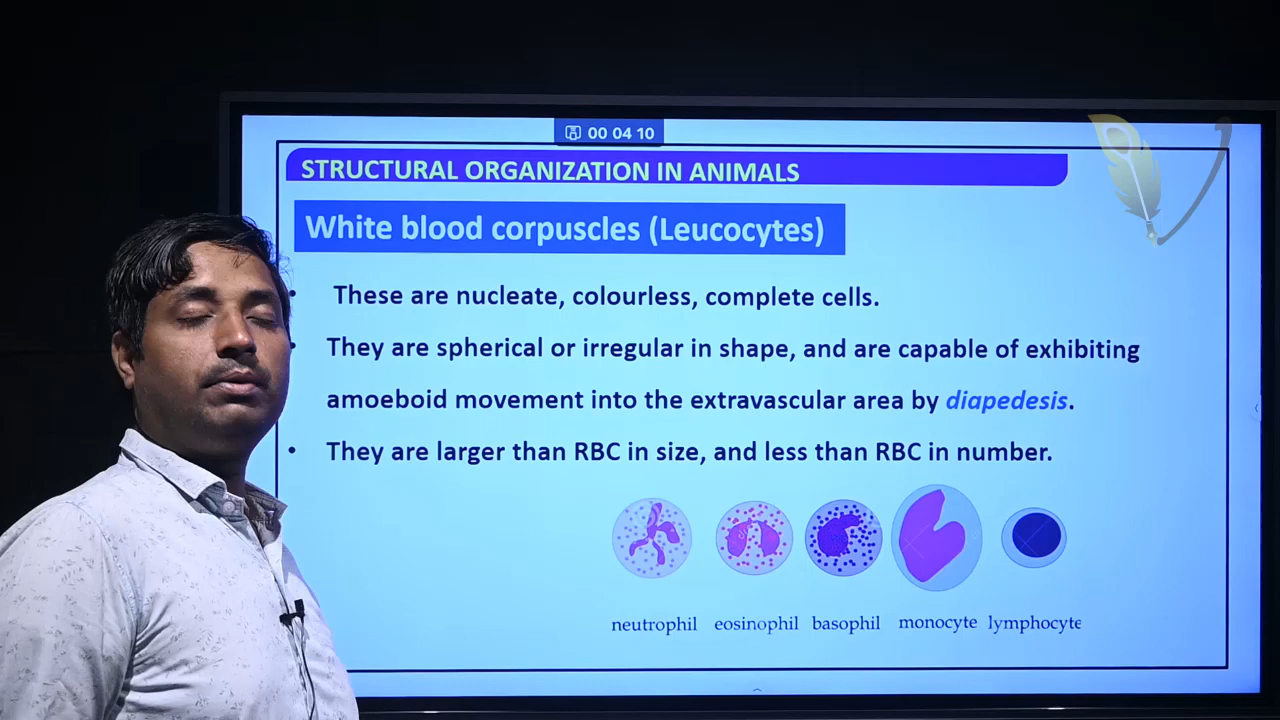 00 04 10
STRUCTURAL ORGANIZATION IN ANIMALS
White blood corpuscles (Leucocytes)
• These are nucleate, colourless, complete cells.
• They are spherical or irregular in shape, and are capable of exhibiting
amoeboid movement into the extravascular area by diapedesis.
• They are larger than RBC in size, and less than RBC in number.
neutrophil eosinophil basophil monocyte lymphocyte